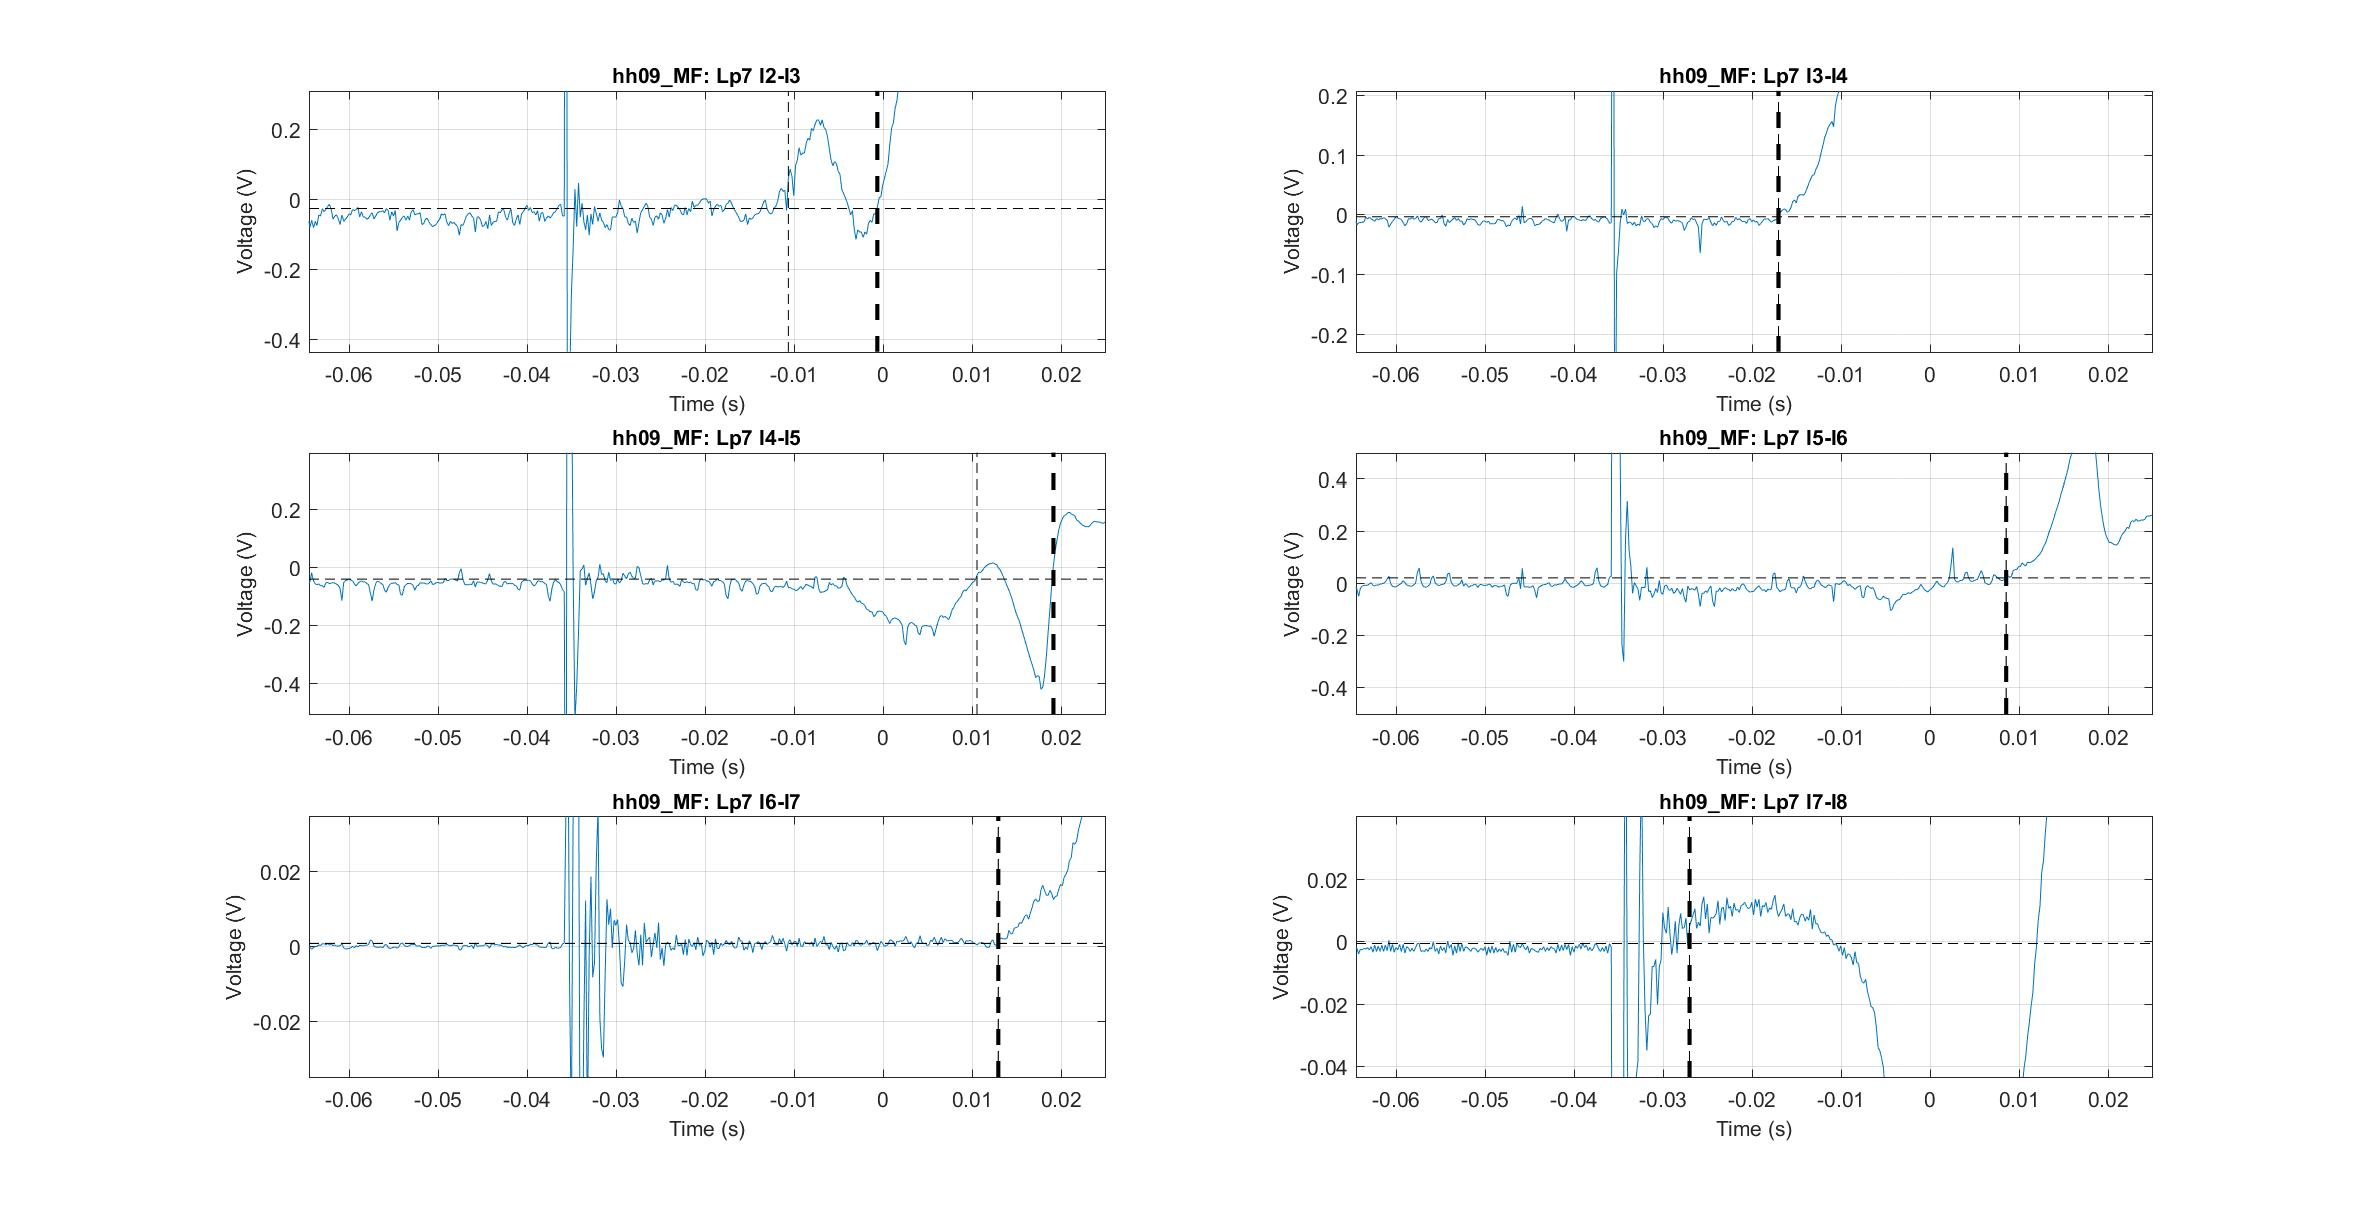 hh09_MF: Lp7 I2-I3
0.2
0
-0.2
-0.4
Voltage (V)
-0.06 -0.05 -0.04 -0.03 -0.02 -0.01 0 0.01 0.02
Time (s)
hh09_MF: Lp7 I3-I4
0.2
0.1
0
-0.1
-0.2
Voltage (V)
-0.06 -0.05 -0.04 -0.03 -0.02 -0.01 0 0.01 0.02
Time (s)
hh09_MF: Lp7 I4-I5
0.2
0
-0.2
-0.4
Voltage (V)
-0.06 -0.05 -0.04 -0.03 -0.02 -0.01 0 0.01 0.02
Time (s)
hh09_MF: Lp7 I5-I6
0.4
0.2
0
-0.2
-0.4
Voltage (V)
-0.06 -0.05 -0.04 -0.03 -0.02 -0.01 0 0.01 0.02
Time (s)
hh09_MF: Lp7 I6-I7
0.02
0
-0.02
Voltage (V)
-0.06 -0.05 -0.04 -0.03 -0.02 -0.01 0 0.01 0.02
Time (s)
hh09_MF: Lp7 I7-I8
0.02
0
-0.02
-0.04
Voltage (V)
-0.06 -0.05 -0.04 -0.03 -0.02 -0.01 0 0.01 0.02
Time (s)